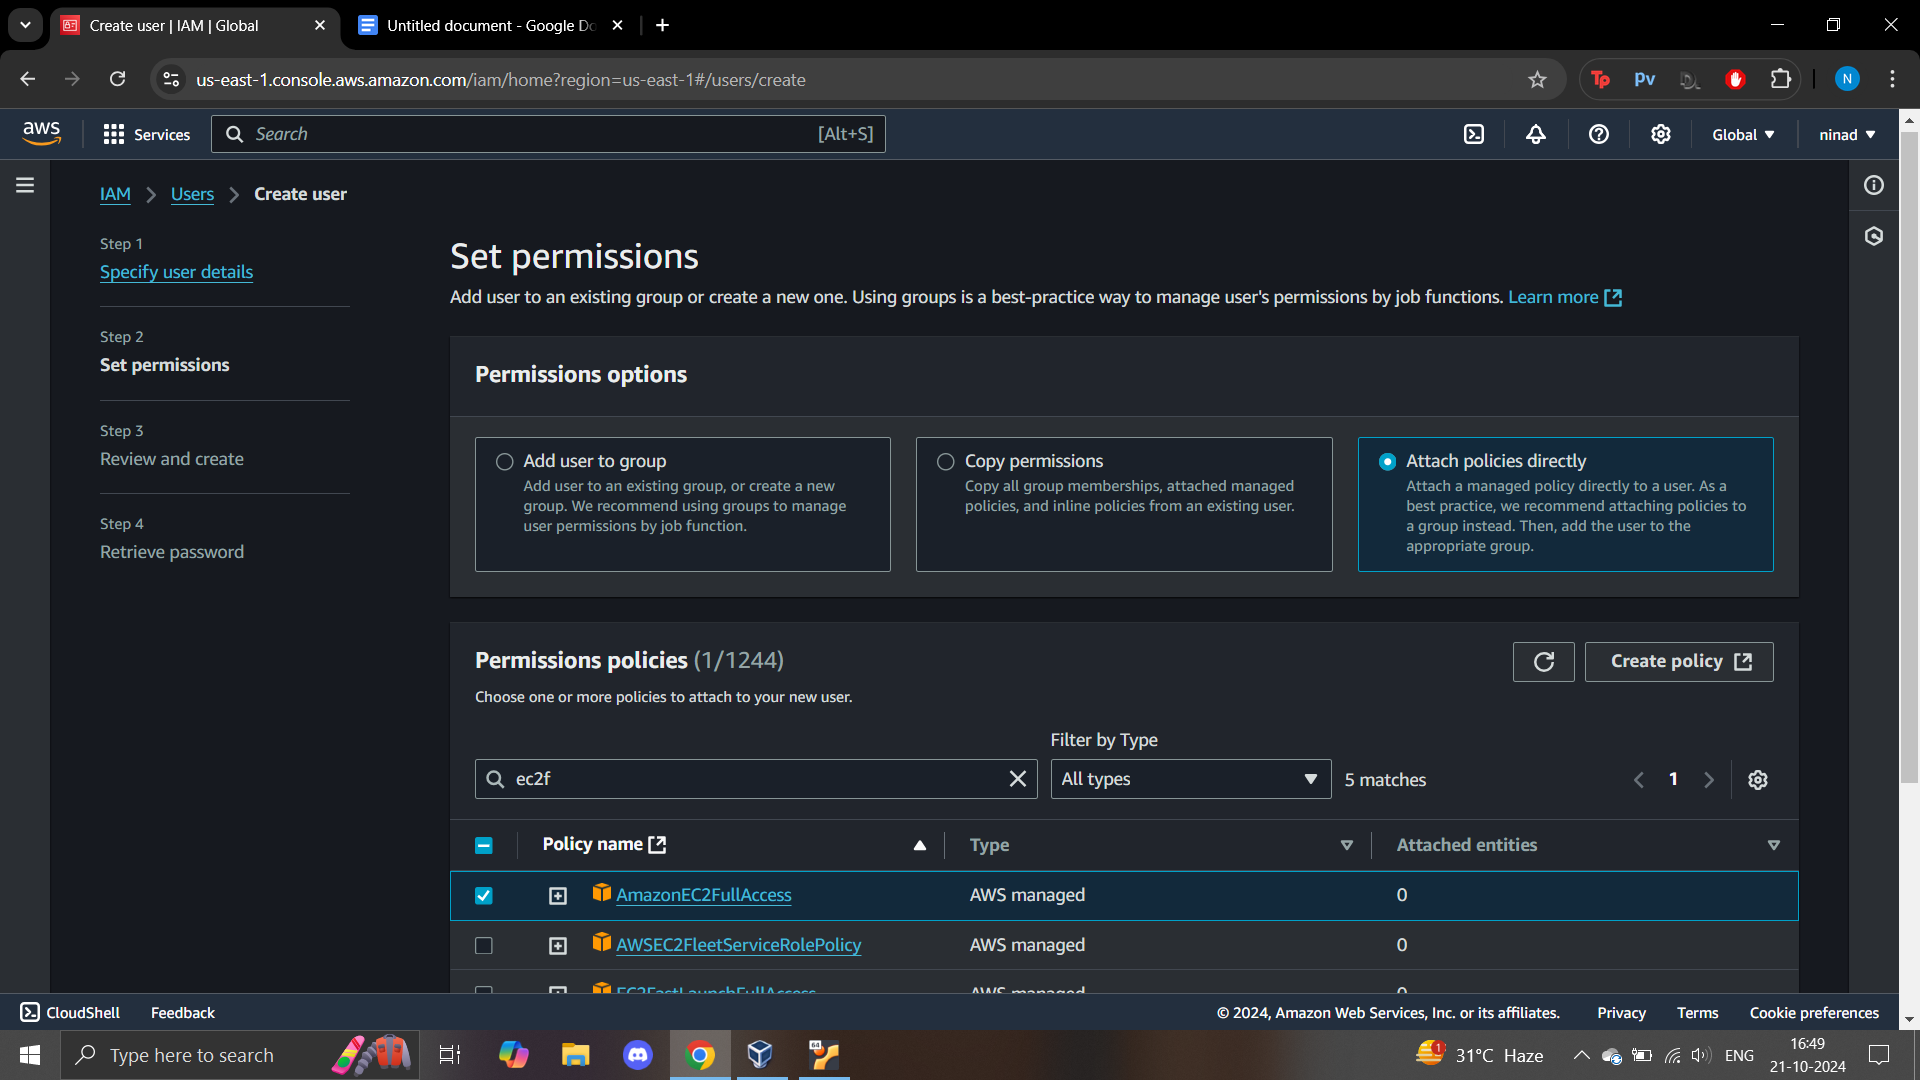 Create user | IAM | Global
Untitled document - Google Do
us-east-1.console.aws.amazon.com/iam/home?region=us-east-1#/users/create
Tp
Pv
N
aws
Services
Search
[Alt+S]
Global
ninad
IAM
Users
Create user
Step 1
Specify user details
Step 2
Set permissions
Step 3
Review and create
Step 4
Retrieve password
Set permissions
Add user to an existing group or create a new one. Using groups is a best-practice way to manage user's permissions by job functions. Learn more
Permissions options
Add user to group
Add user to an existing group, or create a new
group. We recommend using groups to manage
user permissions by job function.
Copy permissions
Copy all group memberships, attached managed
policies, and inline policies from an existing user.
Attach policies directly
Attach a managed policy directly to a user. As a
best practice, we recommend attaching policies to
a group instead. Then, add the user to the
appropriate group.
Permissions policies (1/1244)
Create policy
Choose one or more policies to attach to your new user.
Filter by Type
ec2f
All types
5 matches
1
Policy name
Type
Attached entities
AmazonEC2FullAccess
AWS managed
0
AWSEC2FleetServiceRolePolicy
AWS managed
0
EC2FastLaunchFullAccess
AWS managed
0
CloudShell
Feedback
© 2024, Amazon Web Services, Inc. or its affiliates.
Privacy
Terms
Cookie preferences
Type here to search
64
1
31°C Haze
ENG
16:49
21-10-2024